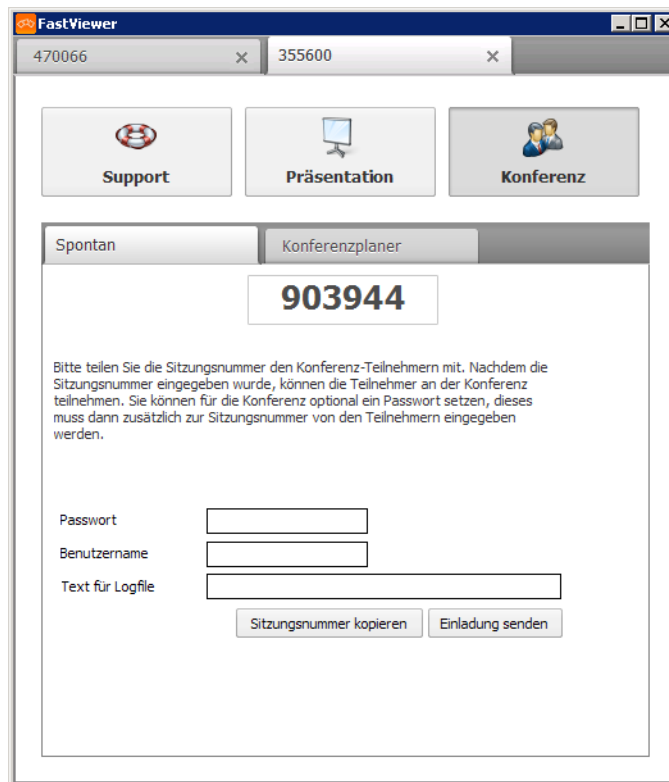 FastViewer
470066 355600
Support Präsentation Konferenz
Spontan Konferenzplaner
903944
Bitte teilen Sie die Sitzungsnummer den Konferenz-Teilnehmern mit. Nachdem die
Sitzungsnummer eingegeben wurde, können die Teilnehmer an der Konferenz
teilnehmen. Sie können für die Konferenz optional ein Passwort setzen, dieses
muss dann zusätzlich zur Sitzungsnummer von den Teilnehmern eingegeben
werden.
Passwort
Benutzername
Text für Logfile
Sitzungsnummer kopieren Einladung senden